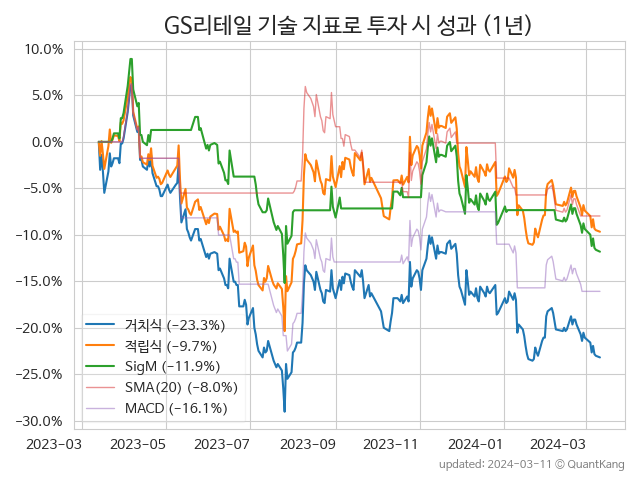 GS리테일 기술 지표로 투자 시 성과 (1년)
10.0%
5.0%
0.0%
−5.0%
−10.0%
−15.0%
−20.0%
−25.0%
−30.0%
거치식 (−23.3%)
적립식 (−9.7%)
SigM (−11.9%)
SMA(20) (−8.0%)
MACD (−16.1%)
2023-03 2023-05 2023-07 2023-09 2023-11 2024-01 2024-03
updated: 2024-03-11 © QuantKang